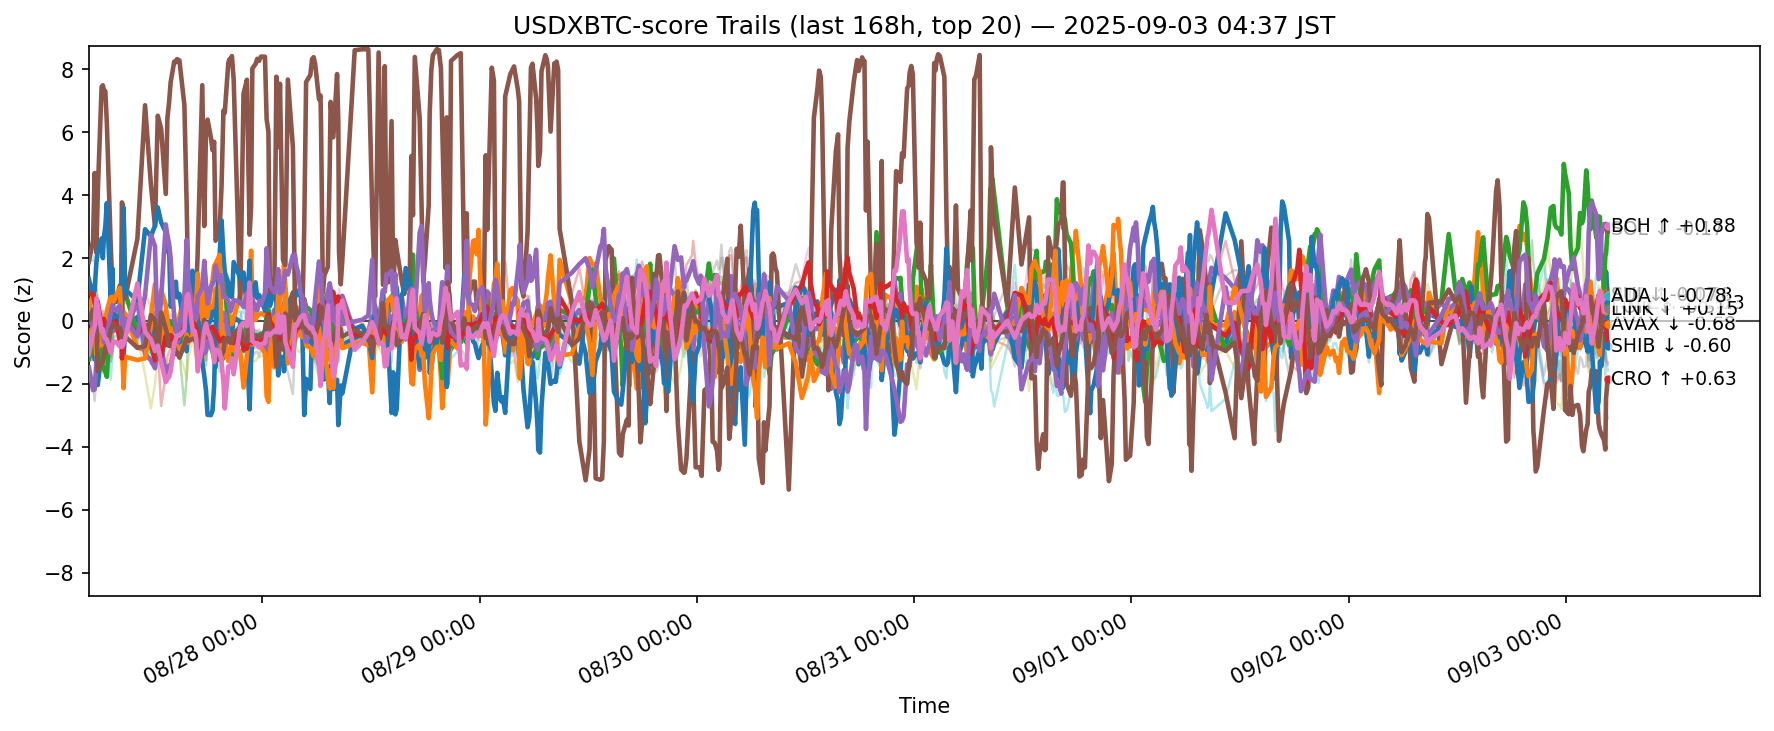 USDXBTC-score Trails (last 168h, top 20) — 2025-09-03 04:37 JST
Score (z)
8
6
4
2
0
−2
−4
−6
−8
BCH ↑ +0.88
ADA ↓ -0.78
LINK ↓ +0.15
AVAX ↓ -0.68
SHIB ↓ -0.60
CRO ↑ +0.63
08/28 00:00
08/29 00:00
08/30 00:00
08/31 00:00
09/01 00:00
09/02 00:00
09/03 00:00
Time